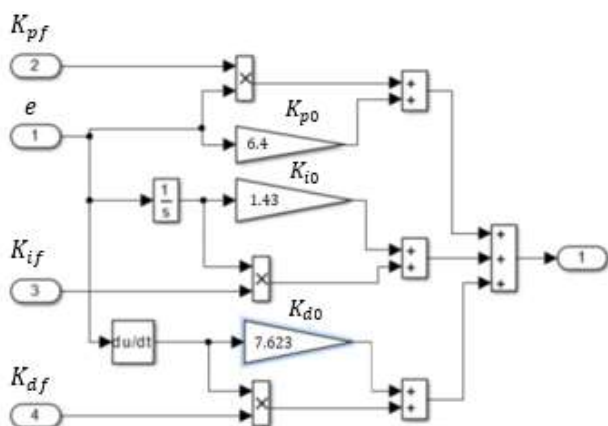 K_pf
2
×
+
+
e
K_p0
1
6.4
K_i0
1
s
1.43
+
+
+
+
+
1
K_if
×
3
K_d0
du/dt
7.623
K_df
+
+
×
4